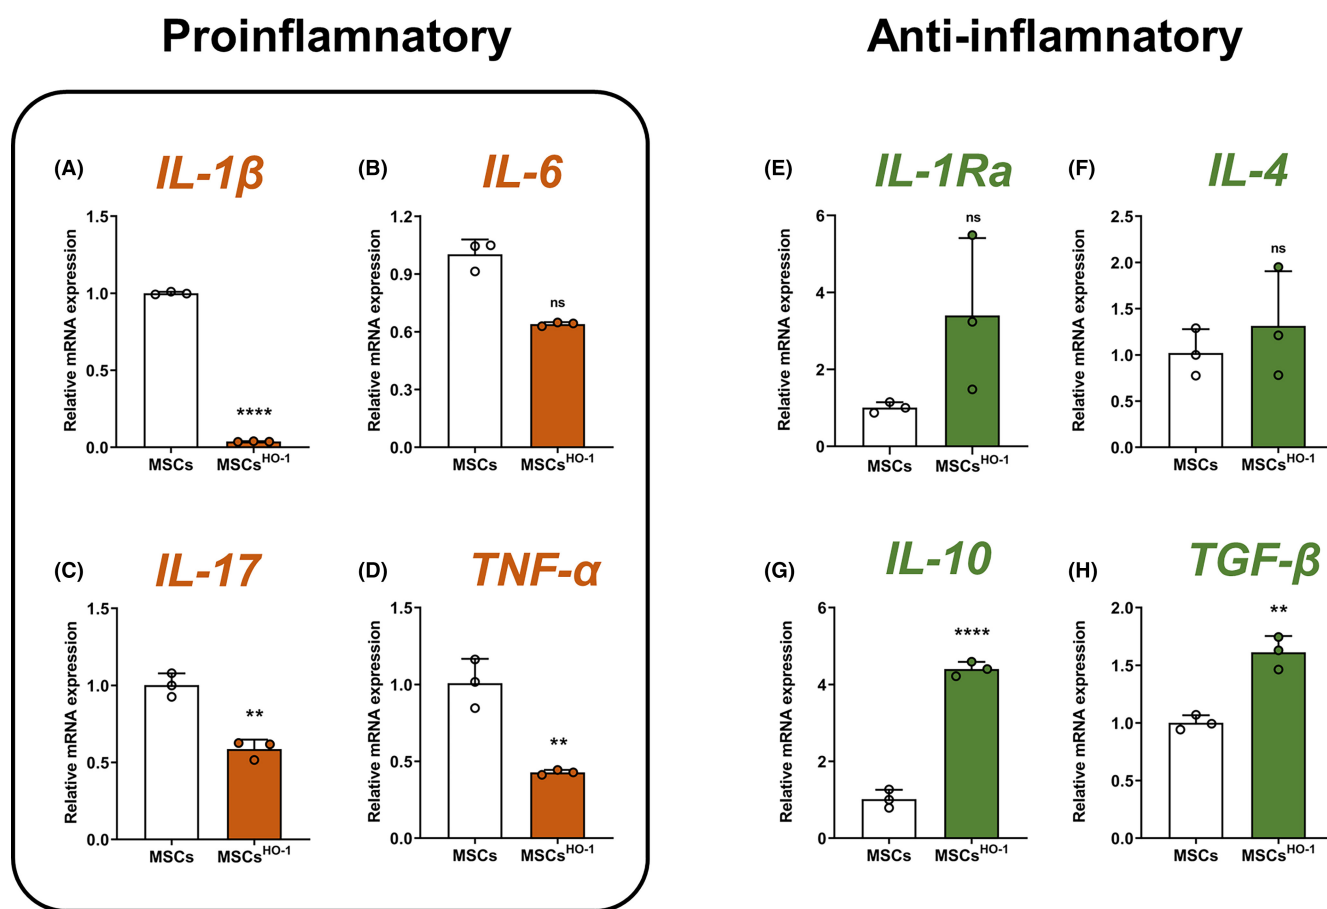 Proinflamnatory
Anti-inflamnatory
(A)
IL-1β
Relative mRNA expression
1.5
1.0
0.5
0.0
****
MSCs
MSCsHO-1
(B)
IL-6
Relative mRNA expression
1.2
0.9
0.6
0.3
0.0
ns
MSCs
MSCsHO-1
(E)
IL-1Ra
Relative mRNA expression
6
4
2
0
ns
MSCs
MSCsHO-1
(F)
IL-4
Relative mRNA expression
2.5
2.0
1.5
1.0
0.5
0.0
ns
MSCs
MSCsHO-1
(C)
IL-17
Relative mRNA expression
1.5
1.0
0.5
0.0
**
MSCs
MSCsHO-1
(D)
TNF-α
Relative mRNA expression
1.5
1.0
0.5
0.0
**
MSCs
MSCsHO-1
(G)
IL-10
Relative mRNA expression
6
4
2
0
****
MSCs
MSCsHO-1
(H)
TGF-β
Relative mRNA expression
2.0
1.5
1.0
0.5
0.0
**
MSCs
MSCsHO-1